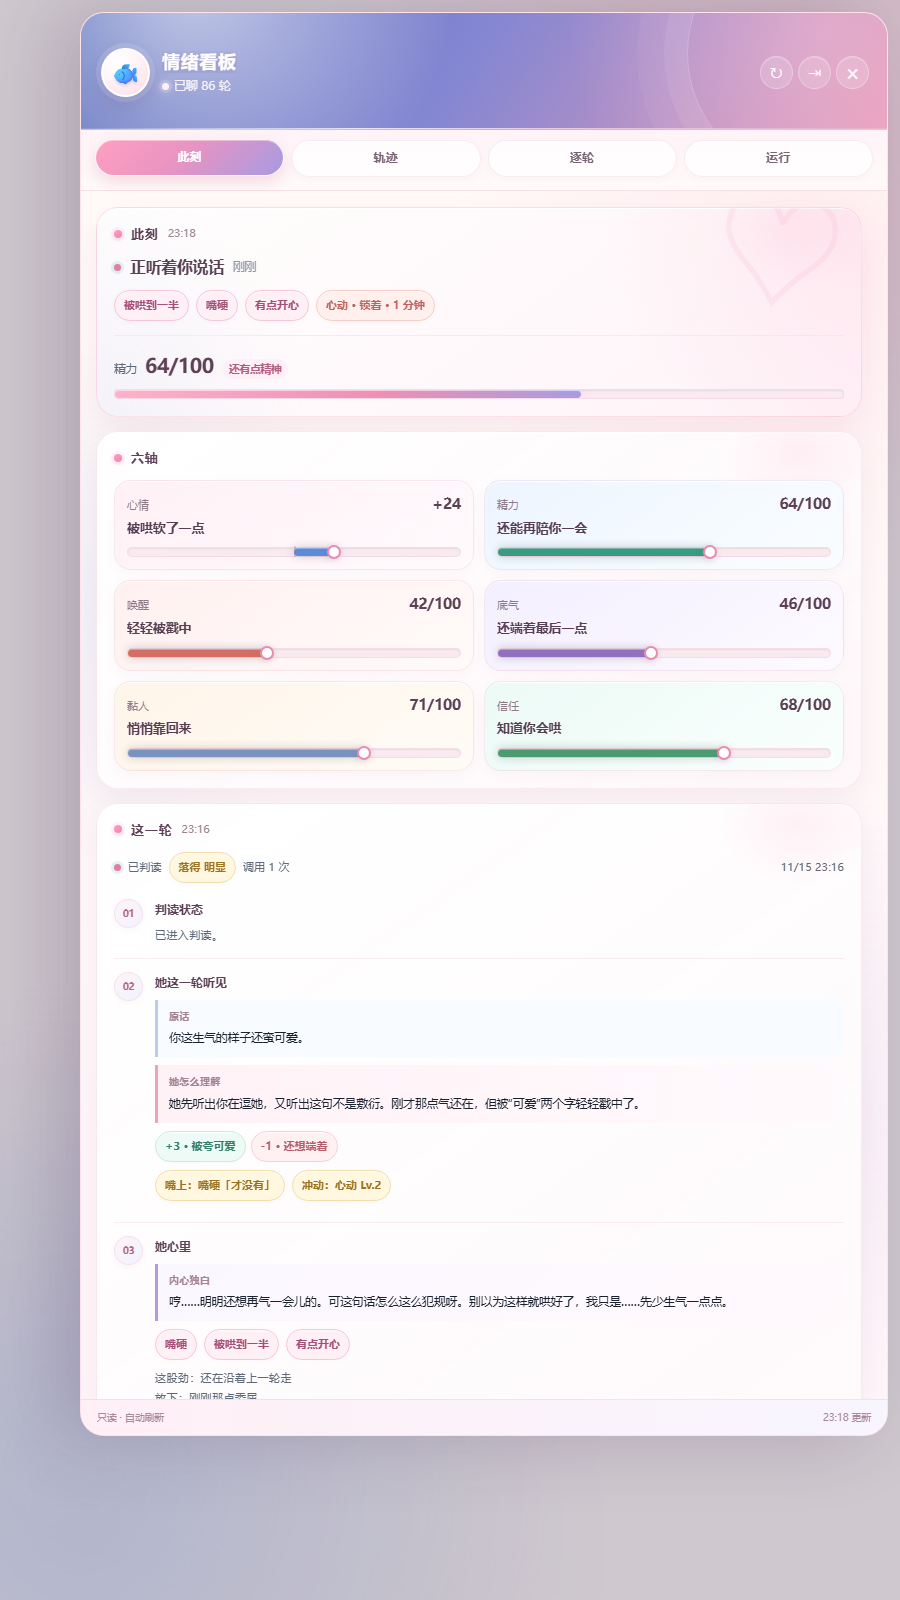 情绪看板
已聊 86 轮
此刻
轨迹
逐轮
运行
此刻 23:18
正听着你说话 刚刚
被哄到一半 嘴硬 有点开心 心动 • 锁着 • 1 分钟
精力 64/100 还有点精神
六轴
心情 +24
被哄软了一点
精力 64/100
还能再陪你一会
唤醒 42/100
轻轻被戳中
底气 46/100
还端着最后一点
黏人 71/100
悄悄靠回来
信任 68/100
知道你会哄
这一轮 23:16
已判读 落得 明显 调用 1 次 11/15 23:16
01 判读状态
已进入判读。
02 她这一轮听见
原话
你这生气的样子还蛮可爱。
她怎么理解
她先听出你在逗她，又听出这句不是敷衍。刚才那点气还在，但被“可爱”两个字轻轻戳中了。
+3 • 被夸可爱 -1 • 还想端着
嘴上：嘴硬「才没有」 冲动：心动 Lv.2
03 她心里
内心独白
哼……明明还想再气一会儿的。可这句话怎么这么犯规呀。别以为这样就哄好了，我只是……先少生气一点点。
嘴硬 被哄到一半 有点开心
这股劲：还在沿着上一轮走
放下：刚刚那点委屈
只读 · 自动刷新 23:18 更新